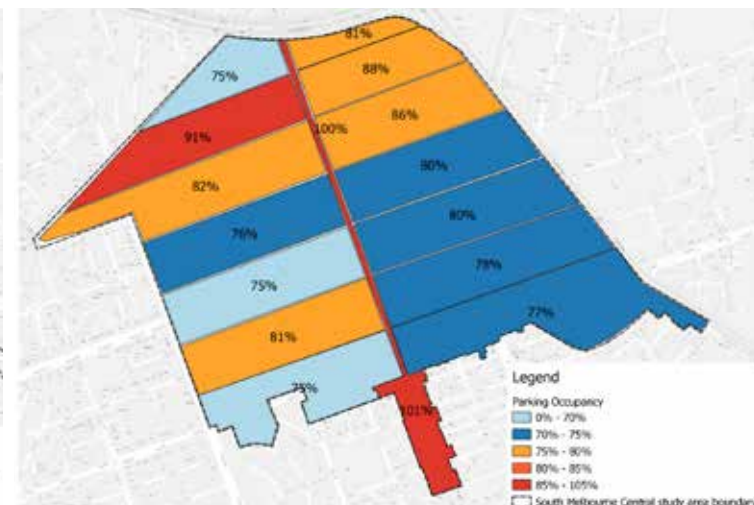 81%
75%
88%
91%
100%
86%
82%
80%
76%
80%
75%
78%
81%
77%
75%
101%
Legend
Parking Occupancy
0% - 70%
70% - 75%
75% - 80%
80% - 85%
85% - 105%
South Melbourne Central study area boundary